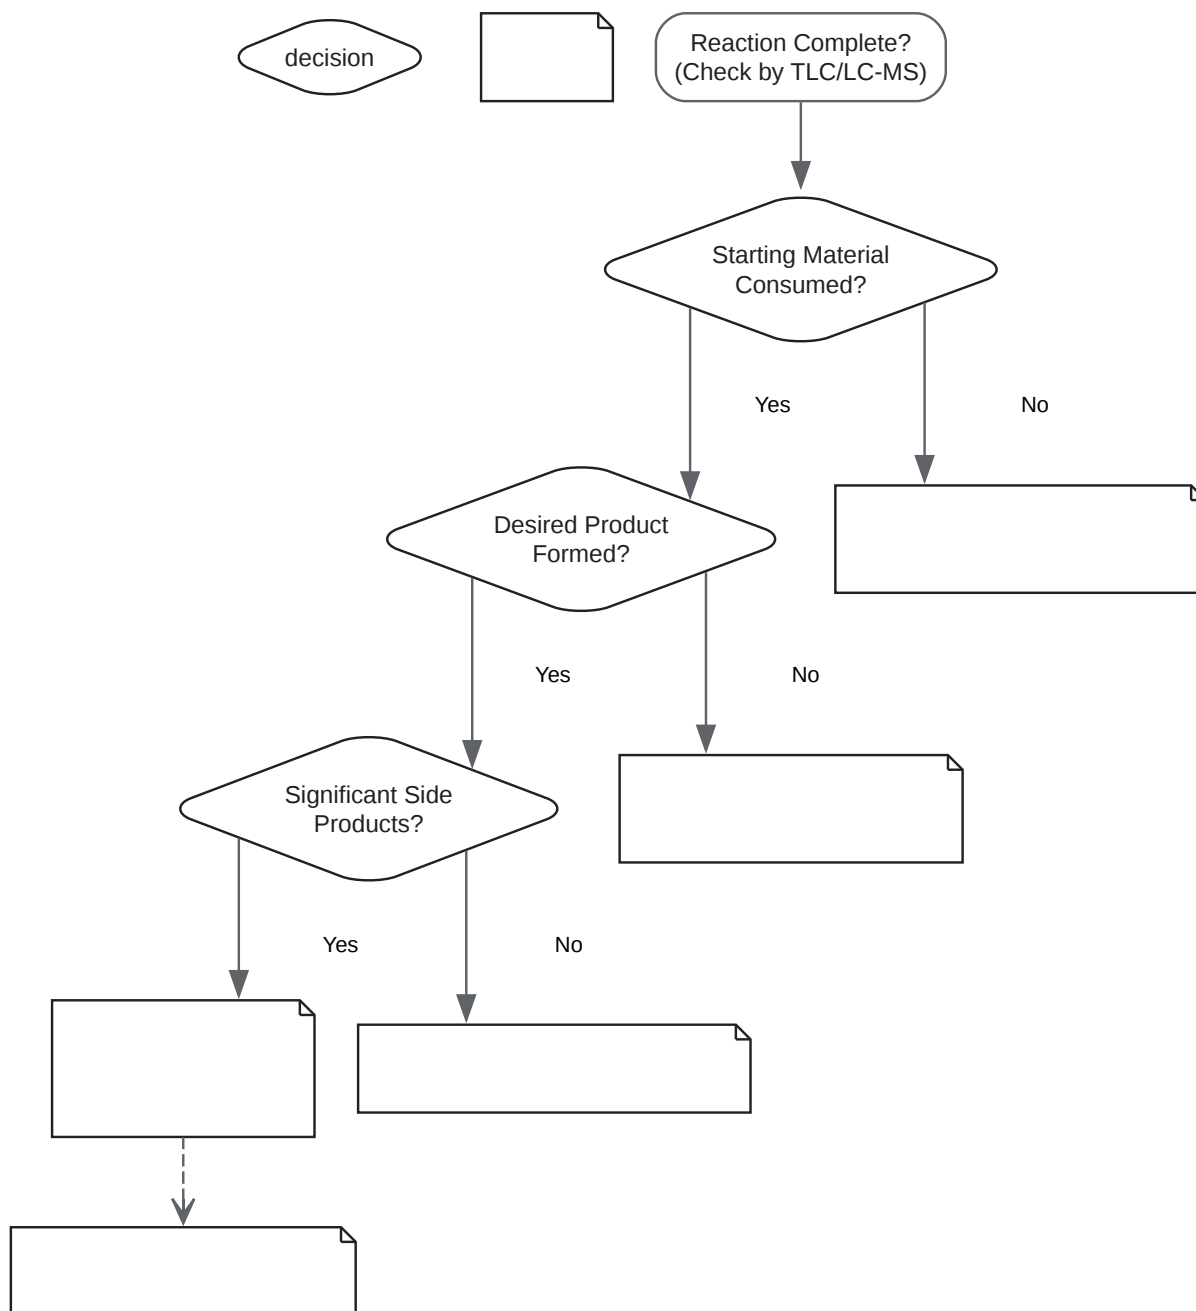 decision
Reaction Complete?
(Check by TLC/LC-MS)
Starting Material
Consumed?
Yes
No
Desired Product
Formed?
Yes
No
Significant Side
Products?
Yes
No